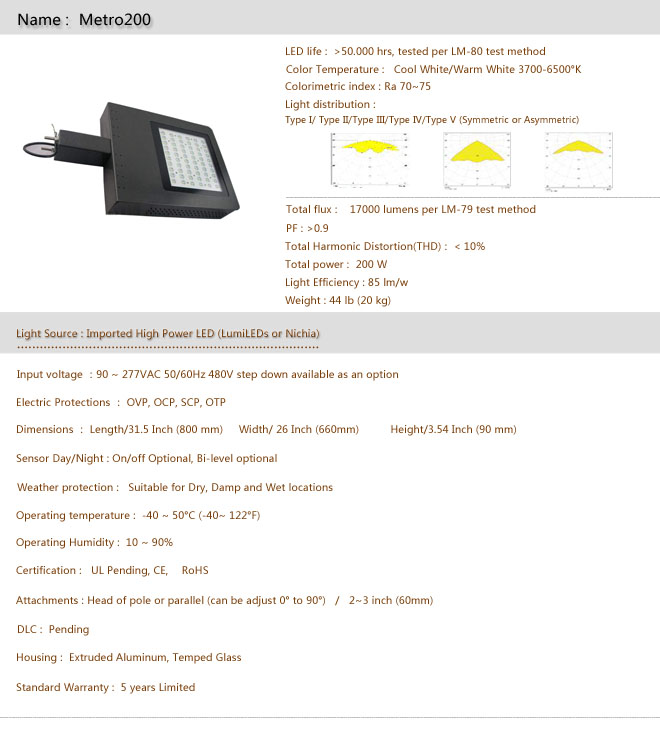 Name : Metro200
LED life : >50.000 hrs, tested per LM-80 test method
Color Temperature : Cool White/Warm White 3700-6500°K
Colorimetric index : Ra 70~75
Light distribution :
Type I/ Type II/Type III/Type IV/Type V (Symmetric or Asymmetric)
Total flux : 17000 lumens per LM-79 test method
PF : >0.9
Total Harmonic Distortion(THD) : < 10%
Total power : 200 W
Light Efficiency : 85 lm/w
Weight : 44 lb (20 kg)
Light Source : Imported High Power LED (LumiLEDs or Nichia)
Input voltage : 90 ~ 277VAC 50/60Hz 480V step down available as an option
Electric Protections : OVP, OCP, SCP, OTP
Dimensions : Length/31.5 Inch (800 mm) Width/ 26 Inch (660mm) Height/3.54 Inch (90 mm)
Sensor Day/Night : On/off Optional, Bi-level optional
Weather protection : Suitable for Dry, Damp and Wet locations
Operating temperature : -40 ~ 50°C (-40~ 122°F)
Operating Humidity : 10 ~ 90%
Certification : UL Pending, CE, RoHS
Attachments : Head of pole or parallel (can be adjust 0° to 90°) / 2~3 inch (60mm)
DLC : Pending
Housing : Extruded Aluminum, Temped Glass
Standard Warranty : 5 years Limited